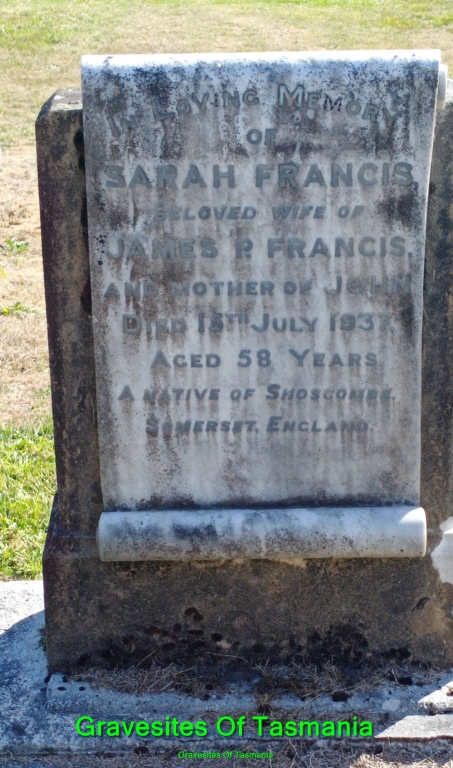 In Loving Memory
OF
SARAH FRANCIS,
BELOVED WIFE OF
JAMES P. FRANCIS.
AND MOTHER OF JOHN
Died 15TH July 1937.
Aged 58 Years
A native of Shoscombe,
Somerset, England.
Gravesites Of Tasmania
Gravesites Of Tasmania